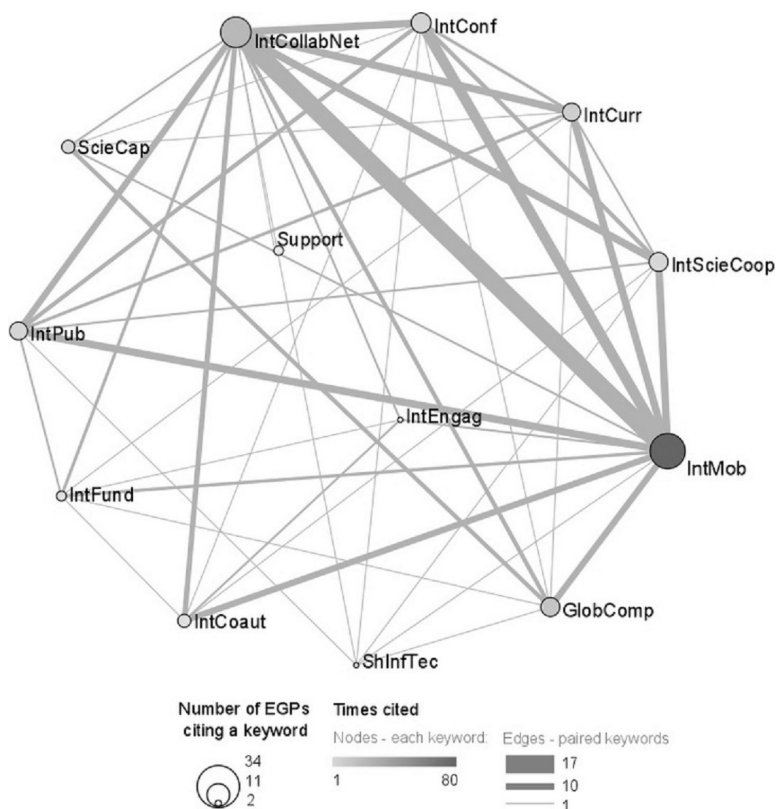 IntCollabNet
IntConf
IntCurr
ScieCap
Support
IntScieCoop
IntPub
IntEngag
IntMob
IntFund
IntCoaut
GlobComp
ShInfTec
Number of EGPs
citing a keyword
34
11
2
Times cited
Nodes - each keyword:
1 80
Edges - paired keywords
17
10
1